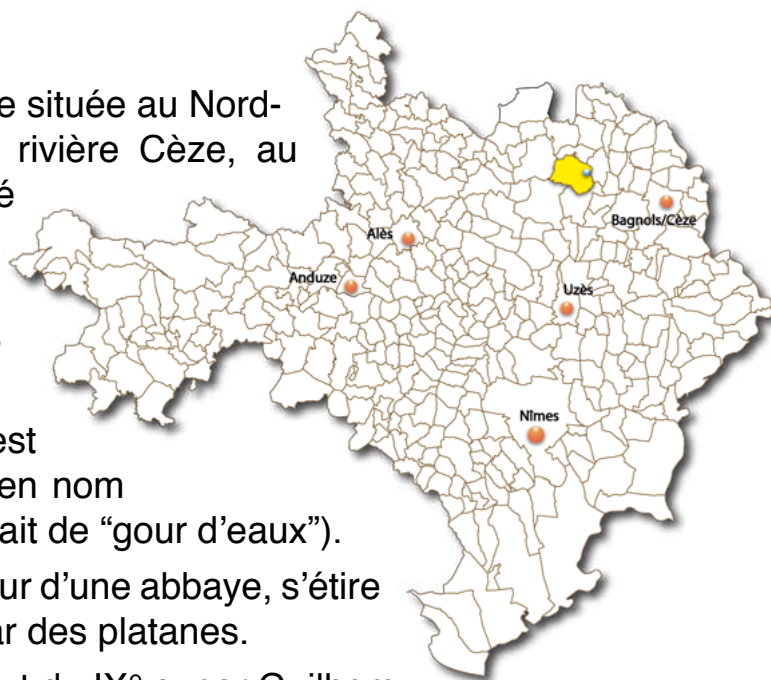 e située au Nord-
rivière Cèze, au
é
Bagnols/Cèze
Alès
Anduze
Uzès
Nîmes
est
en nom
ait de “gour d’eaux”).
ur d’une abbaye, s’étire
ar des platanes.